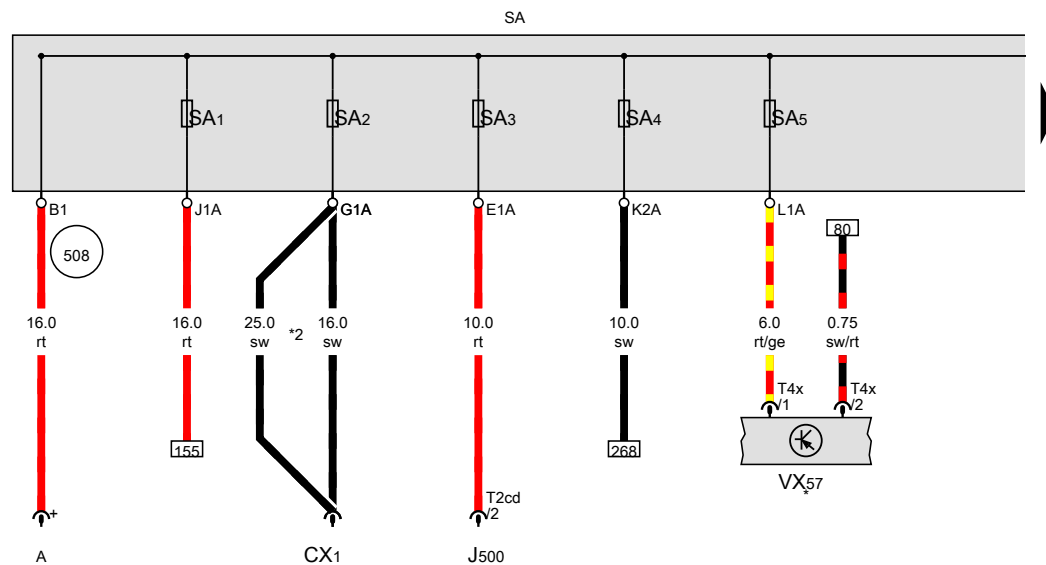 SA
SA1 SA2 SA3 SA4 SA5
B1 J1A G1A E1A K2A L1A 80
508
16.0 16.0 25.0 *2 16.0 10.0 10.0 6.0 0.75
rt rt sw sw rt sw rt/ge sw/rt
T4x T4x
/1 /2
155 268
VX57
*
T2cd
+ /2
A CX1 J500